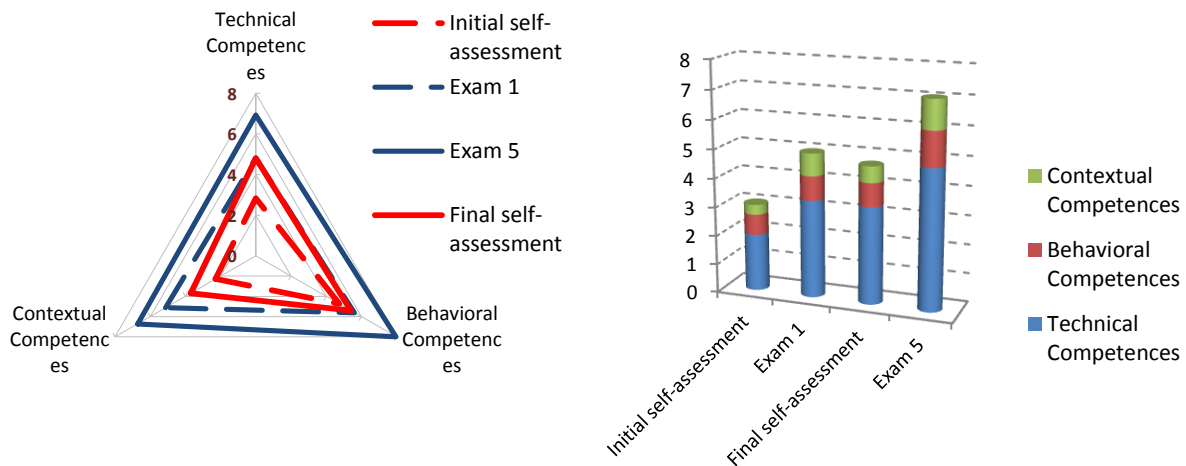 Technical
Competenc
es
8
6
4
2
0
Contextual
Competenc
es
Behavioral
Competenc
es
Initial self-
assessment
Exam 1
Exam 5
Final self-
assessment
8
7
6
5
4
3
2
1
0
Initial self-assessment
Exam 1
Final self-assessment
Exam 5
Contextual
Competences
Behavioral
Competences
Technical
Competences